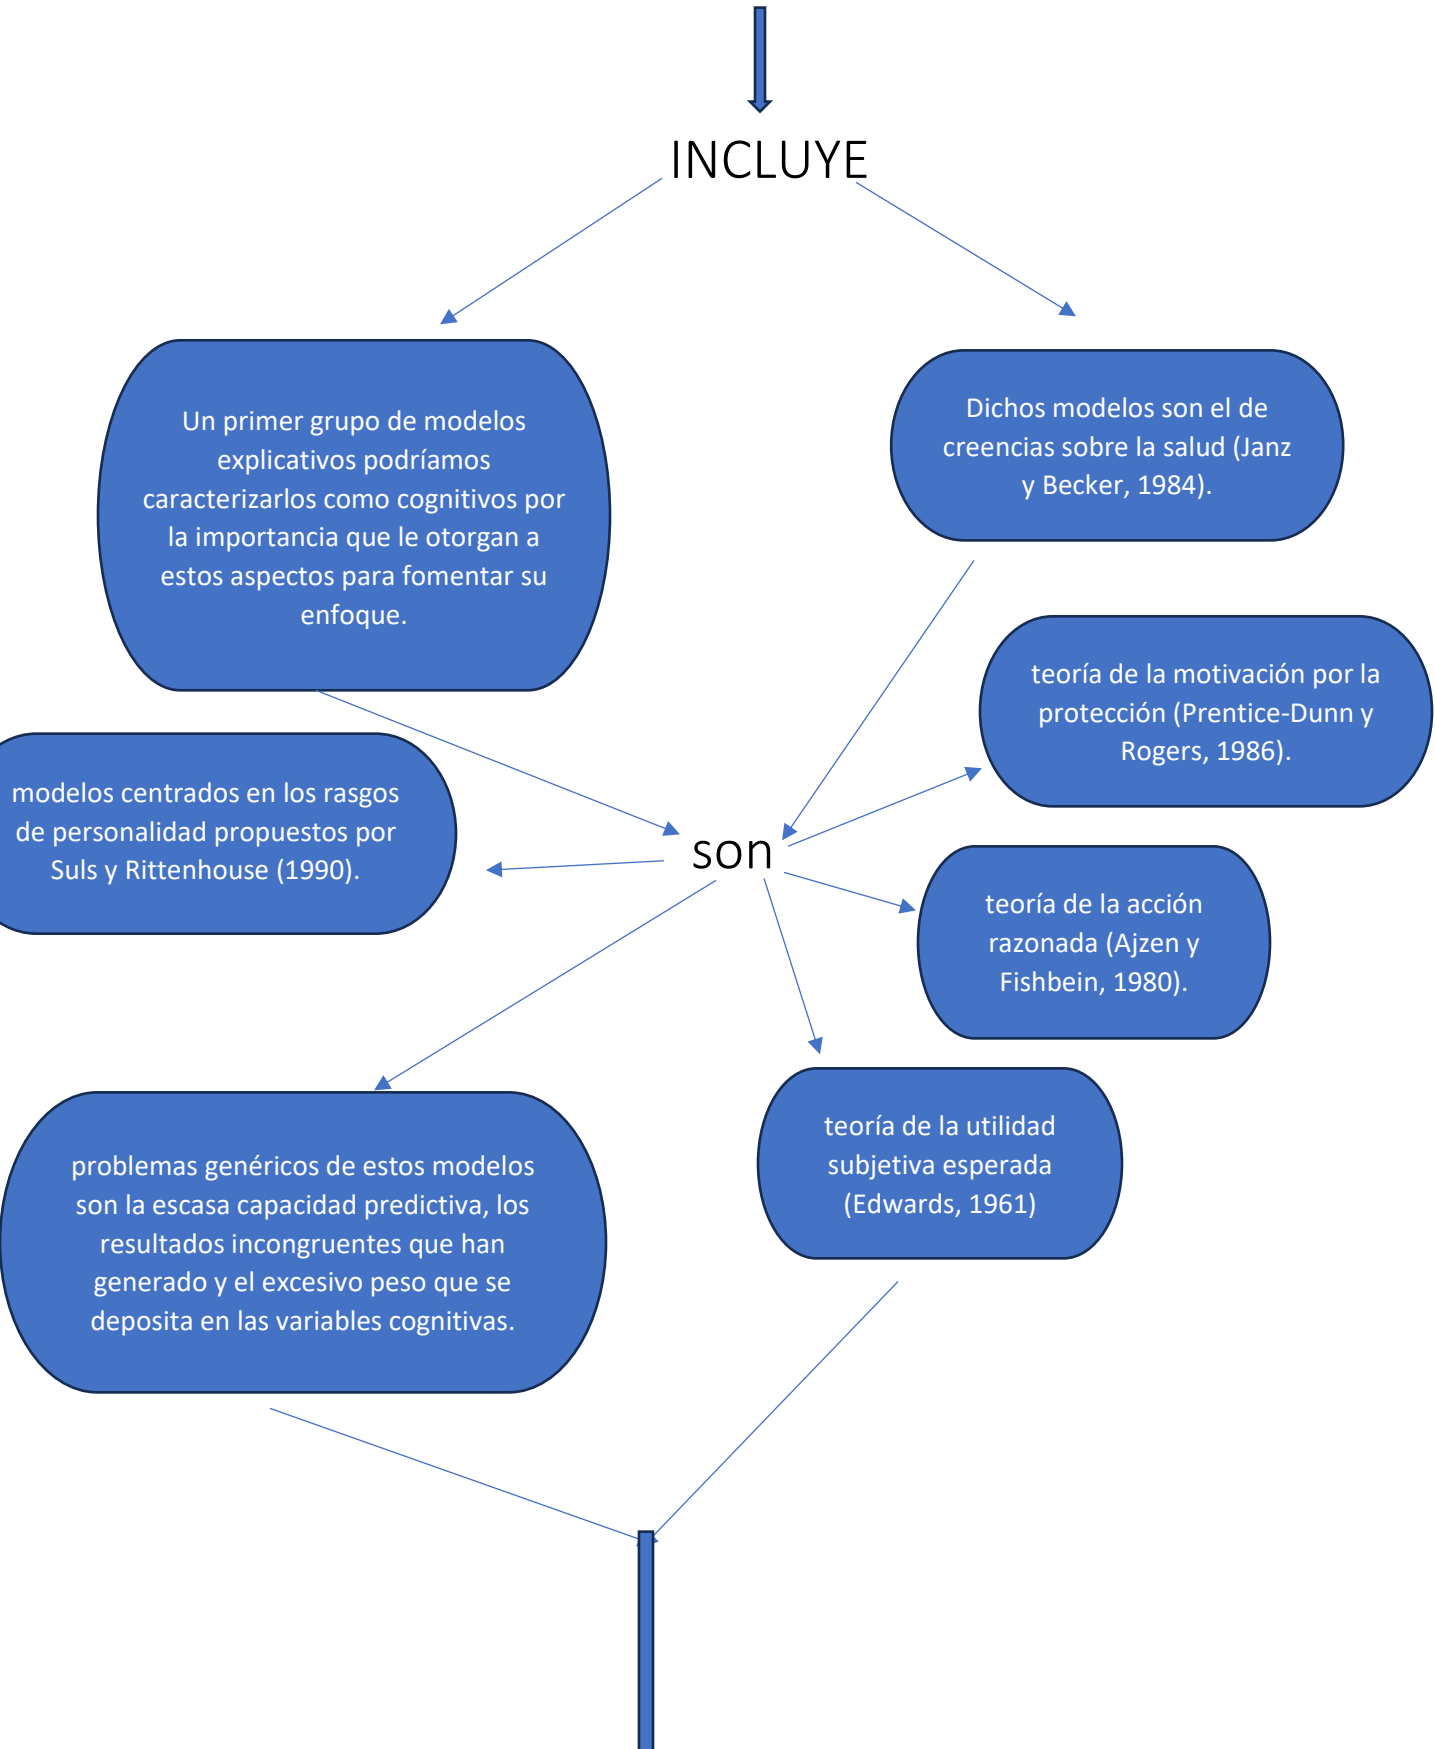 INCLUYE
Un primer grupo de modelos
explicativos podríamos
caracterizarlos como cognitivos por
la importancia que le otorgan a
estos aspectos para fomentar su
enfoque.
Dichos modelos son el de
creencias sobre la salud (Janz
y Becker, 1984).
teoría de la motivación por la
protección (Prentice-Dunn y
Rogers, 1986).
modelos centrados en los rasgos
de personalidad propuestos por
Suls y Rittenhouse (1990).
son
teoría de la acción
razonada (Ajzen y
Fishbein, 1980).
teoría de la utilidad
subjetiva esperada
(Edwards, 1961)
problemas genéricos de estos modelos
son la escasa capacidad predictiva, los
resultados incongruentes que han
generado y el excesivo peso que se
deposita en las variables cognitivas.